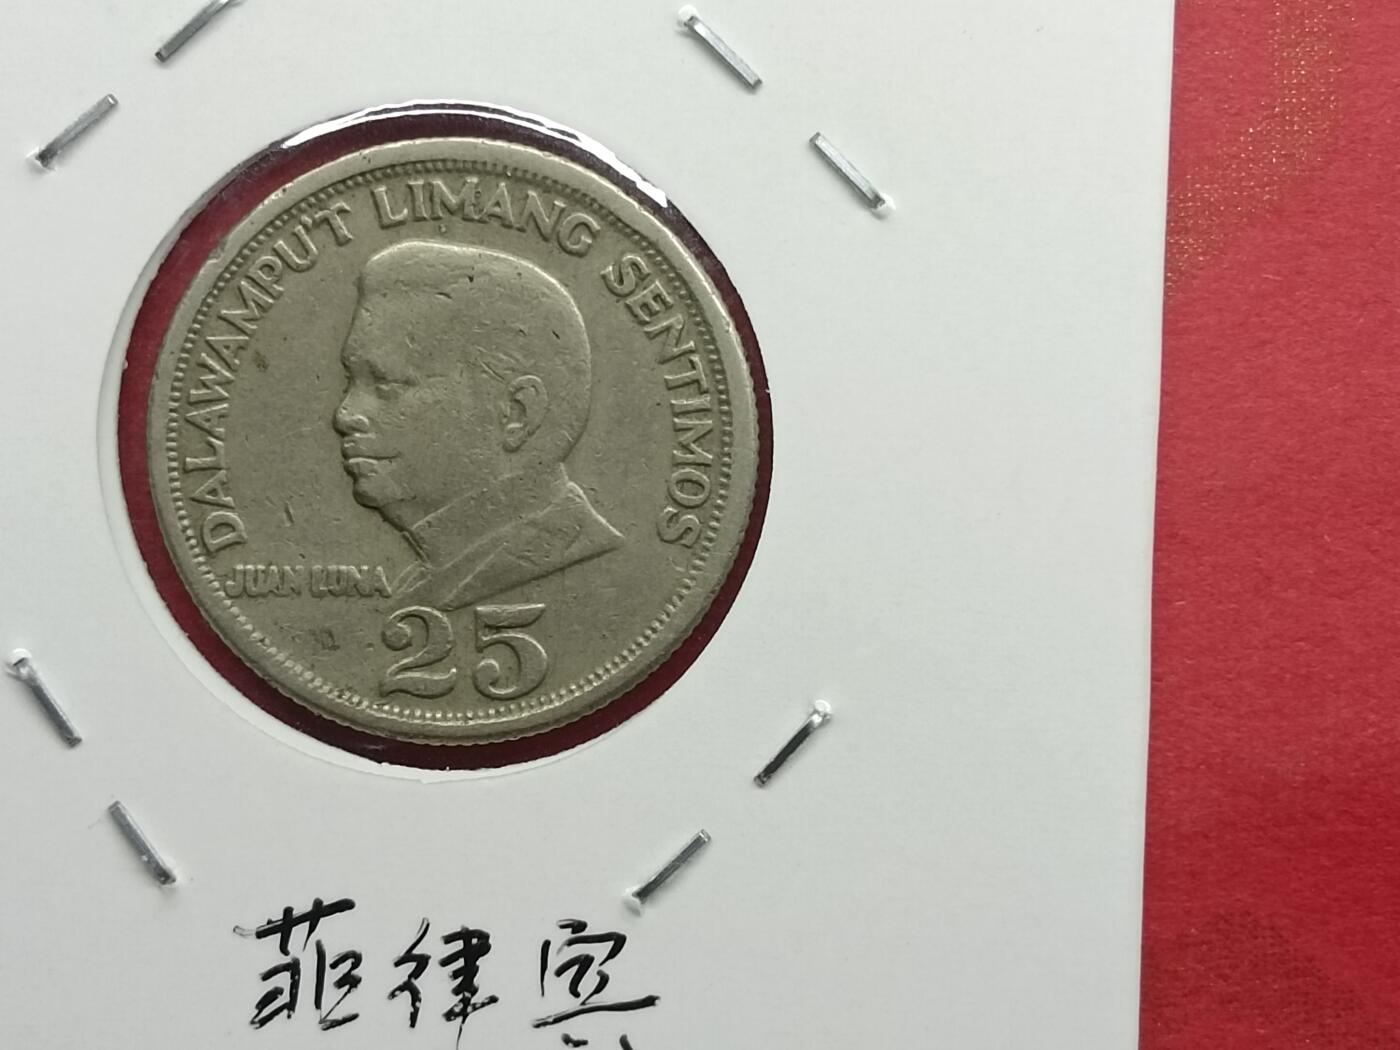 DALAWAMPU'T LIMANG SENTIMOS
JUAN LUNA
25
菲律宾